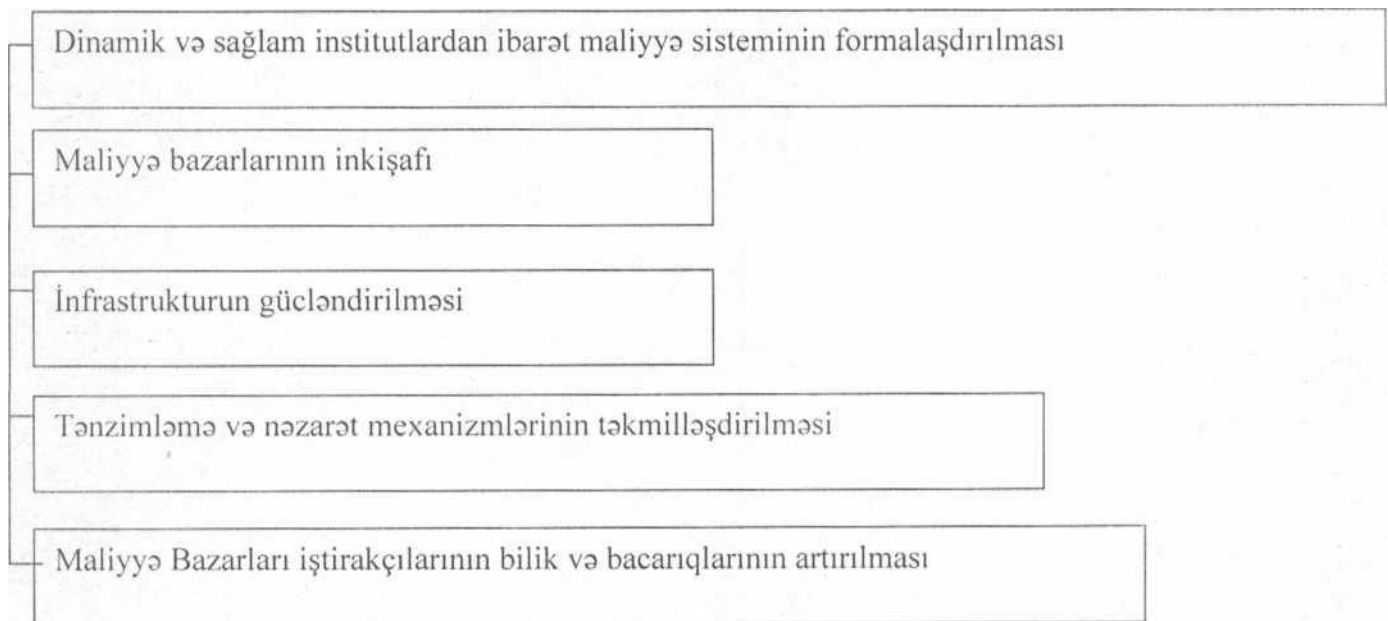 Dinamik və sağlam institutlardan ibarət maliyyə sisteminin formalaşdırılması
Maliyyə bazarlarının inkişafı
İnfrastrukturun gücləndirilməsi
Tənzimləmə və nəzarət mexanizmlərinin təkmilləşdirilməsi
Maliyyə Bazarları iştirakçılarının bilik və bacarıqlarının artırılması